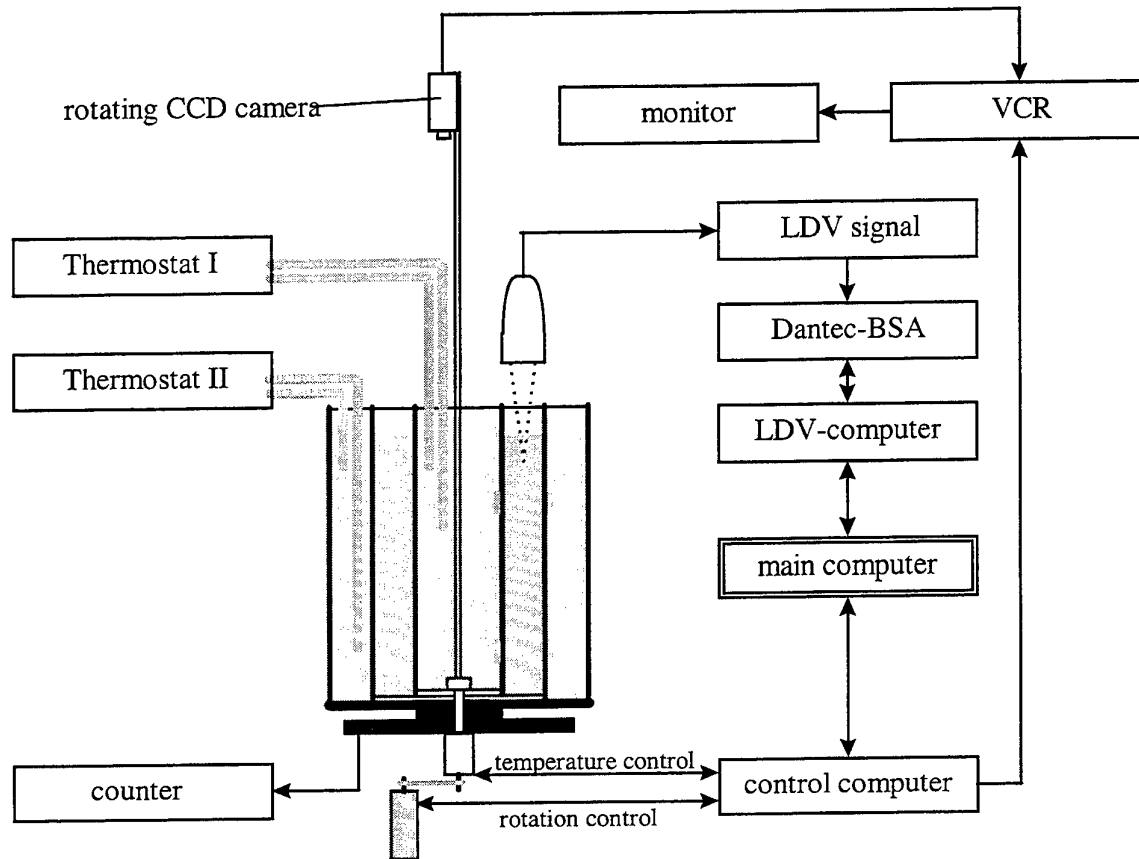 rotating CCD camera
monitor
VCR
LDV signal
Thermostat I
Dantec-BSA
Thermostat II
LDV-computer
main computer
temperature control
control computer
counter
rotation control